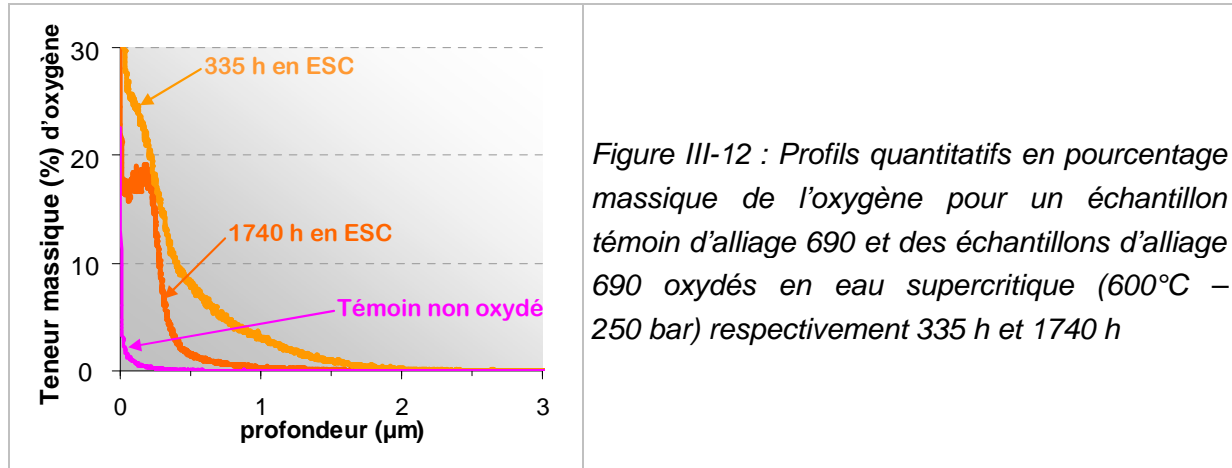 30
20
10
0
0
1
2
3
Teneur massique (%) d'oxygène
profondeur (µm)
335 h en ESC
1740 h en ESC
Témoin non oxydé
Figure III-12 : Profils quantitatifs en pourcentage
massique de l'oxygène pour un échantillon
témoin d'alliage 690 et des échantillons d'alliage
690 oxydés en eau supercritique (600°C –
250 bar) respectivement 335 h et 1740 h